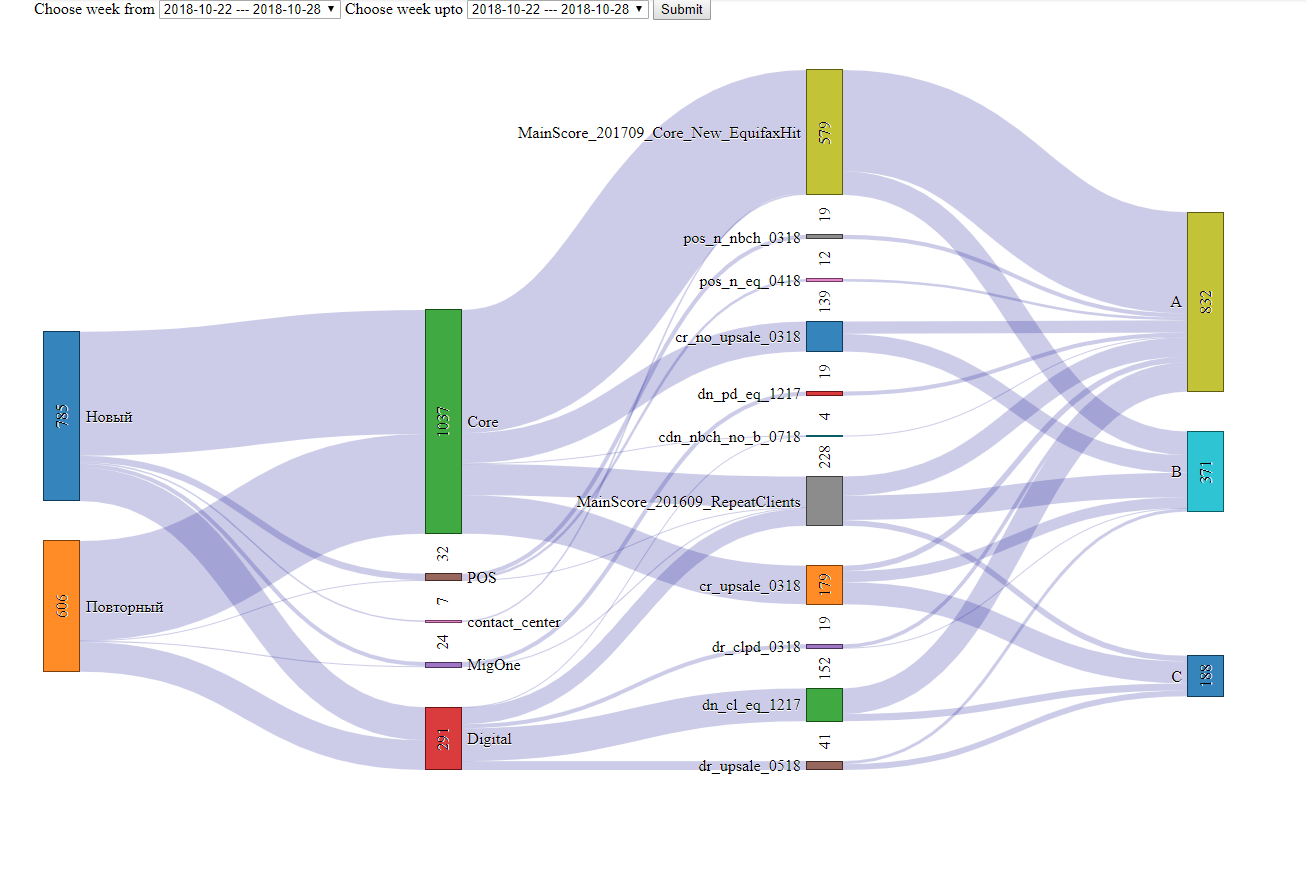 Choose week from 2018-10-22 --- 2018-10-28 Choose week upto 2018-10-22 --- 2018-10-28 Submit
785
Новый
606
Повторный
1037
Core
32
POS
7
contact_center
24
MigOne
291
Digital
MainScore_201709_Core_New_EquifaxHit
579
19
pos_n_nbch_0318
12
pos_n_eq_0418
139
cr_no_upsale_0318
19
dn_pd_eq_1217
4
cdn_nbch_no_b_0718
228
MainScore_201609_RepeatClients
cr_upsale_0318
179
19
dr_clpd_0318
152
dn_cl_eq_1217
41
dr_upsale_0518
A
832
B
371
C
188